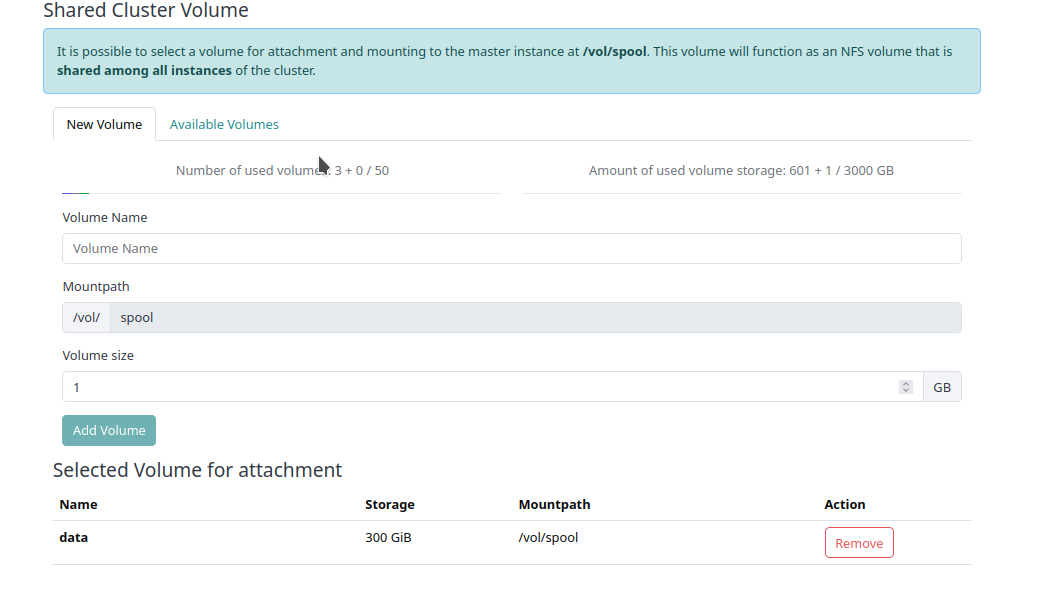 Shared Cluster Volume
It is possible to select a volume for attachment and mounting to the master instance at /vol/spool. This volume will function as an NFS volume that is
shared among all instances of the cluster.
New Volume Available Volumes
Number of used volumes: 3 + 0 / 50 Amount of used volume storage: 601 + 1 / 3000 GB
Volume Name
Volume Name
Mountpath
/vol/ spool
Volume size
1 GB
Add Volume
Selected Volume for attachment
Name Storage Mountpath Action
data 300 GiB /vol/spool Remove